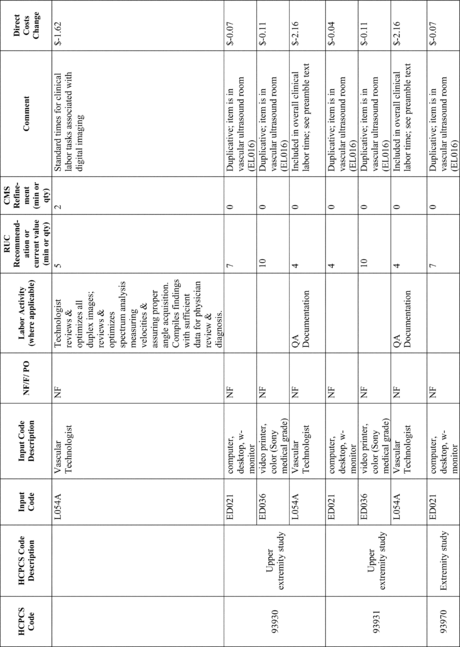 HCPCS
Code
HCPCS Code
Description
Input
Code
Input Code
Description
NF/F/ PO
Labor Activity
(where applicable)
RUC
Recommend-
ation or
current value
(min or qty)
CMS
Refine-
ment
(min or
qty)
Comment
Direct
Costs
Change
L054A
Vascular
Technologist
NF
Technologist
reviews &
optimizes all
duplex images;
reviews &
optimizes
spectrum analysis
measuring
velocities &
assuring proper
angle acquisition.
Compiles findings
with sufficient
data for physician
review &
diagnosis.
5
2
Standard times for clinical
labor tasks associated with
digital imaging
$-1.62
93930
Upper
extremity study
ED021
computer,
desktop, w-
monitor
NF
7
0
Duplicative; item is in
vascular ultrasound room
(EL016)
$-0.07
ED036
video printer,
color (Sony
medical grade)
NF
10
0
Duplicative; item is in
vascular ultrasound room
(EL016)
$-0.11
L054A
Vascular
Technologist
NF
QA
Documentation
4
0
Included in overall clinical
labor time; see preamble text
$-2.16
93931
Upper
extremity study
ED021
computer,
desktop, w-
monitor
NF
4
0
Duplicative; item is in
vascular ultrasound room
(EL016)
$-0.04
ED036
video printer,
color (Sony
medical grade)
NF
10
0
Duplicative; item is in
vascular ultrasound room
(EL016)
$-0.11
L054A
Vascular
Technologist
NF
QA
Documentation
4
0
Included in overall clinical
labor time; see preamble text
$-2.16
93970
Extremity study
ED021
computer,
desktop, w-
monitor
NF
7
0
Duplicative; item is in
vascular ultrasound room
(EL016)
$-0.07